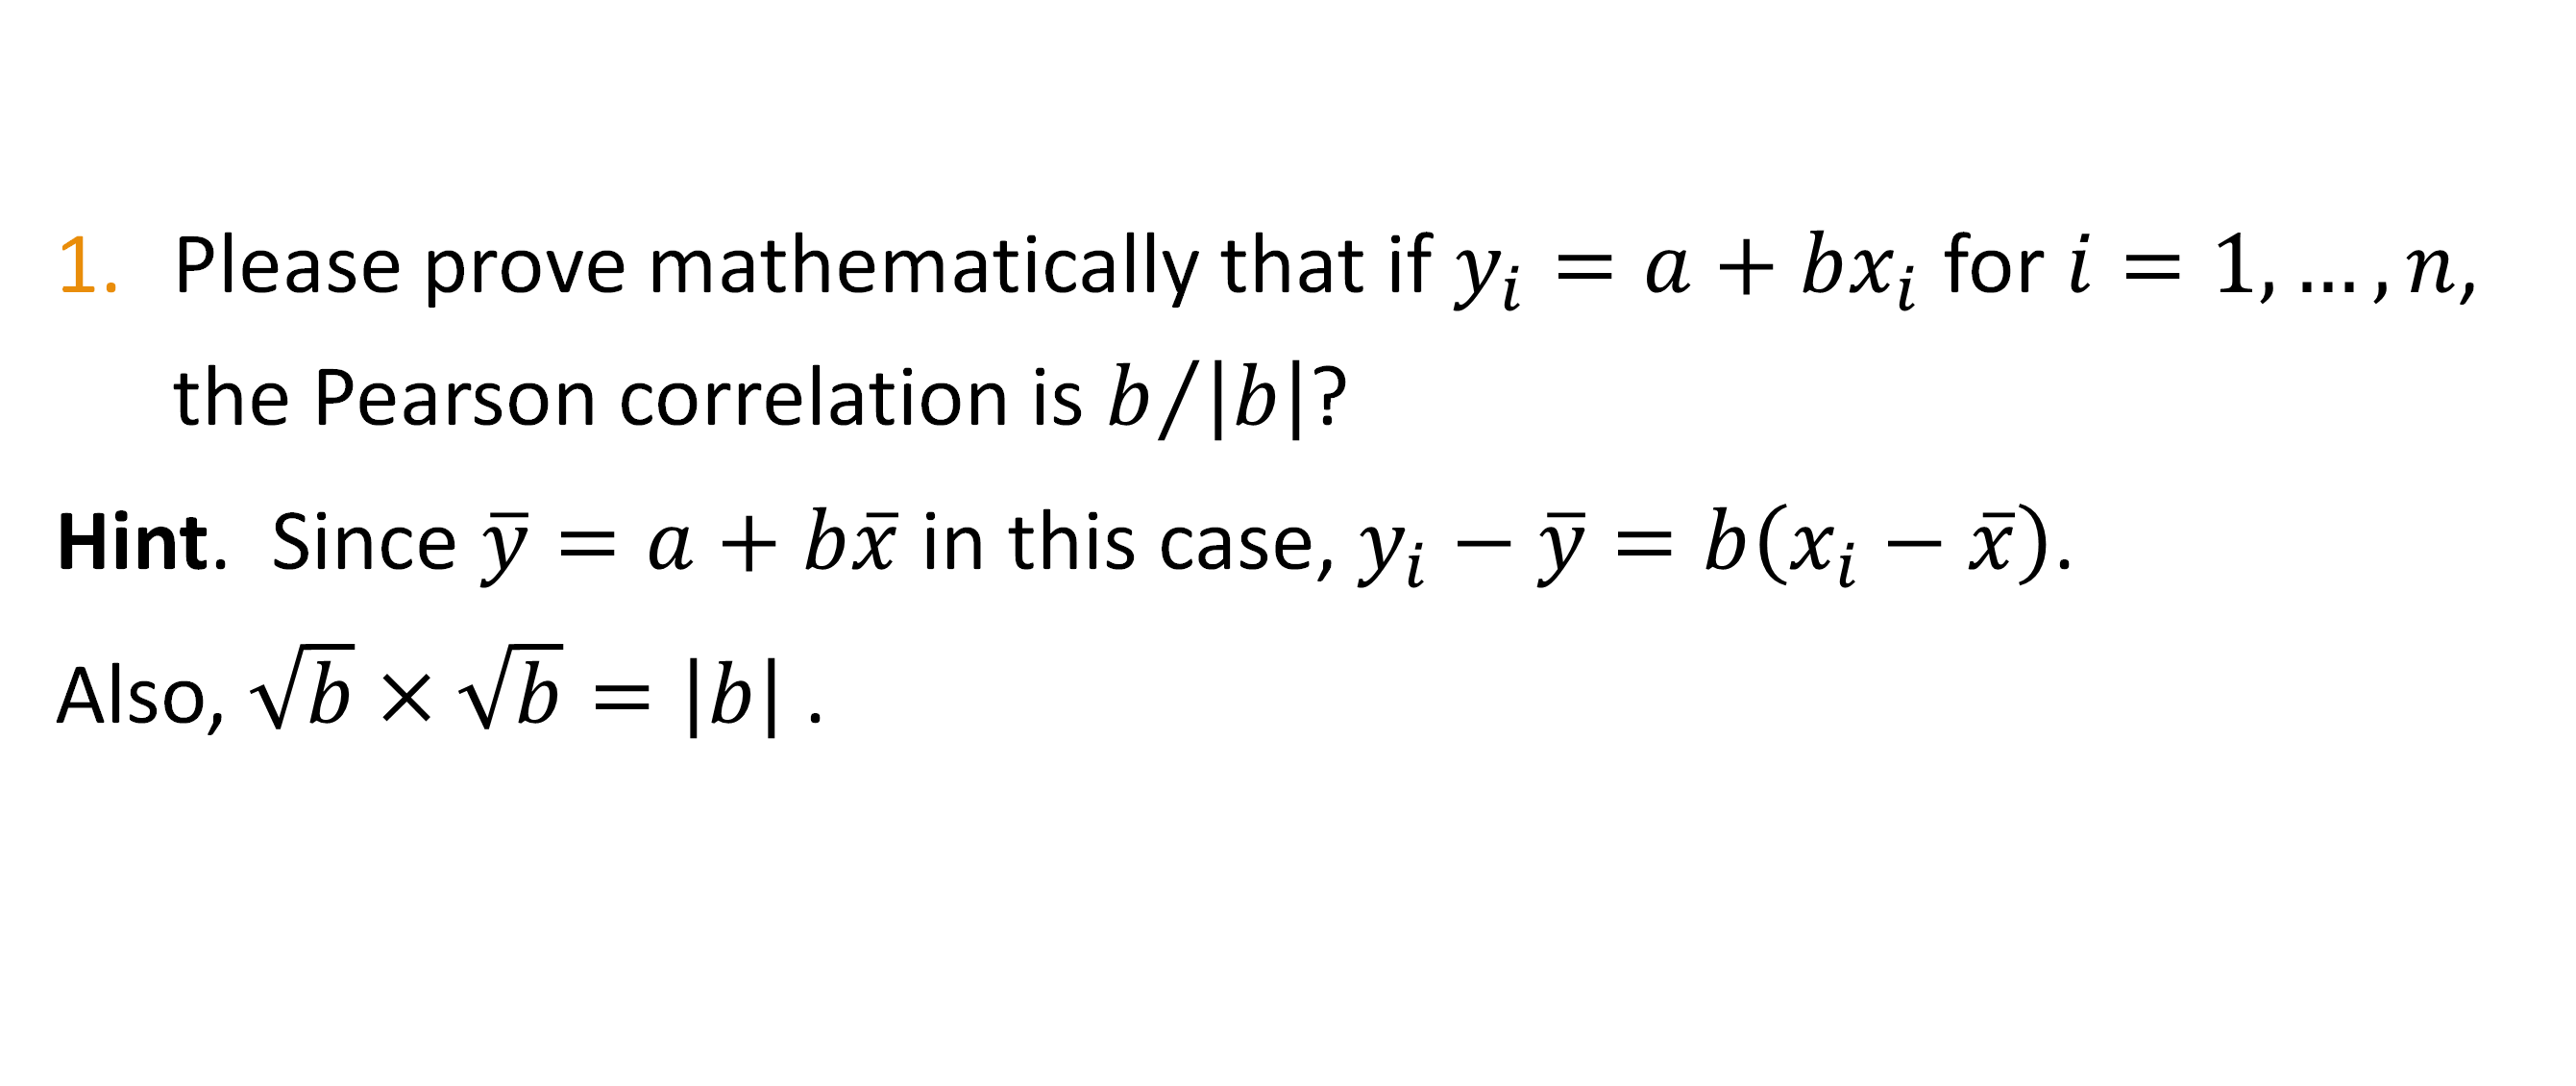 1. Please prove mathematically that if 𝑦ᵢ = 𝑎 + 𝑏𝑥ᵢ for 𝑖 = 1, … , 𝑛,
the Pearson correlation is 𝑏/|𝑏|?
Hint. Since 𝑦̅ = 𝑎 + 𝑏𝑥̅ in this case, 𝑦ᵢ − 𝑦̅ = 𝑏(𝑥ᵢ − 𝑥̅).
Also, √𝑏 × √𝑏 = |𝑏| .